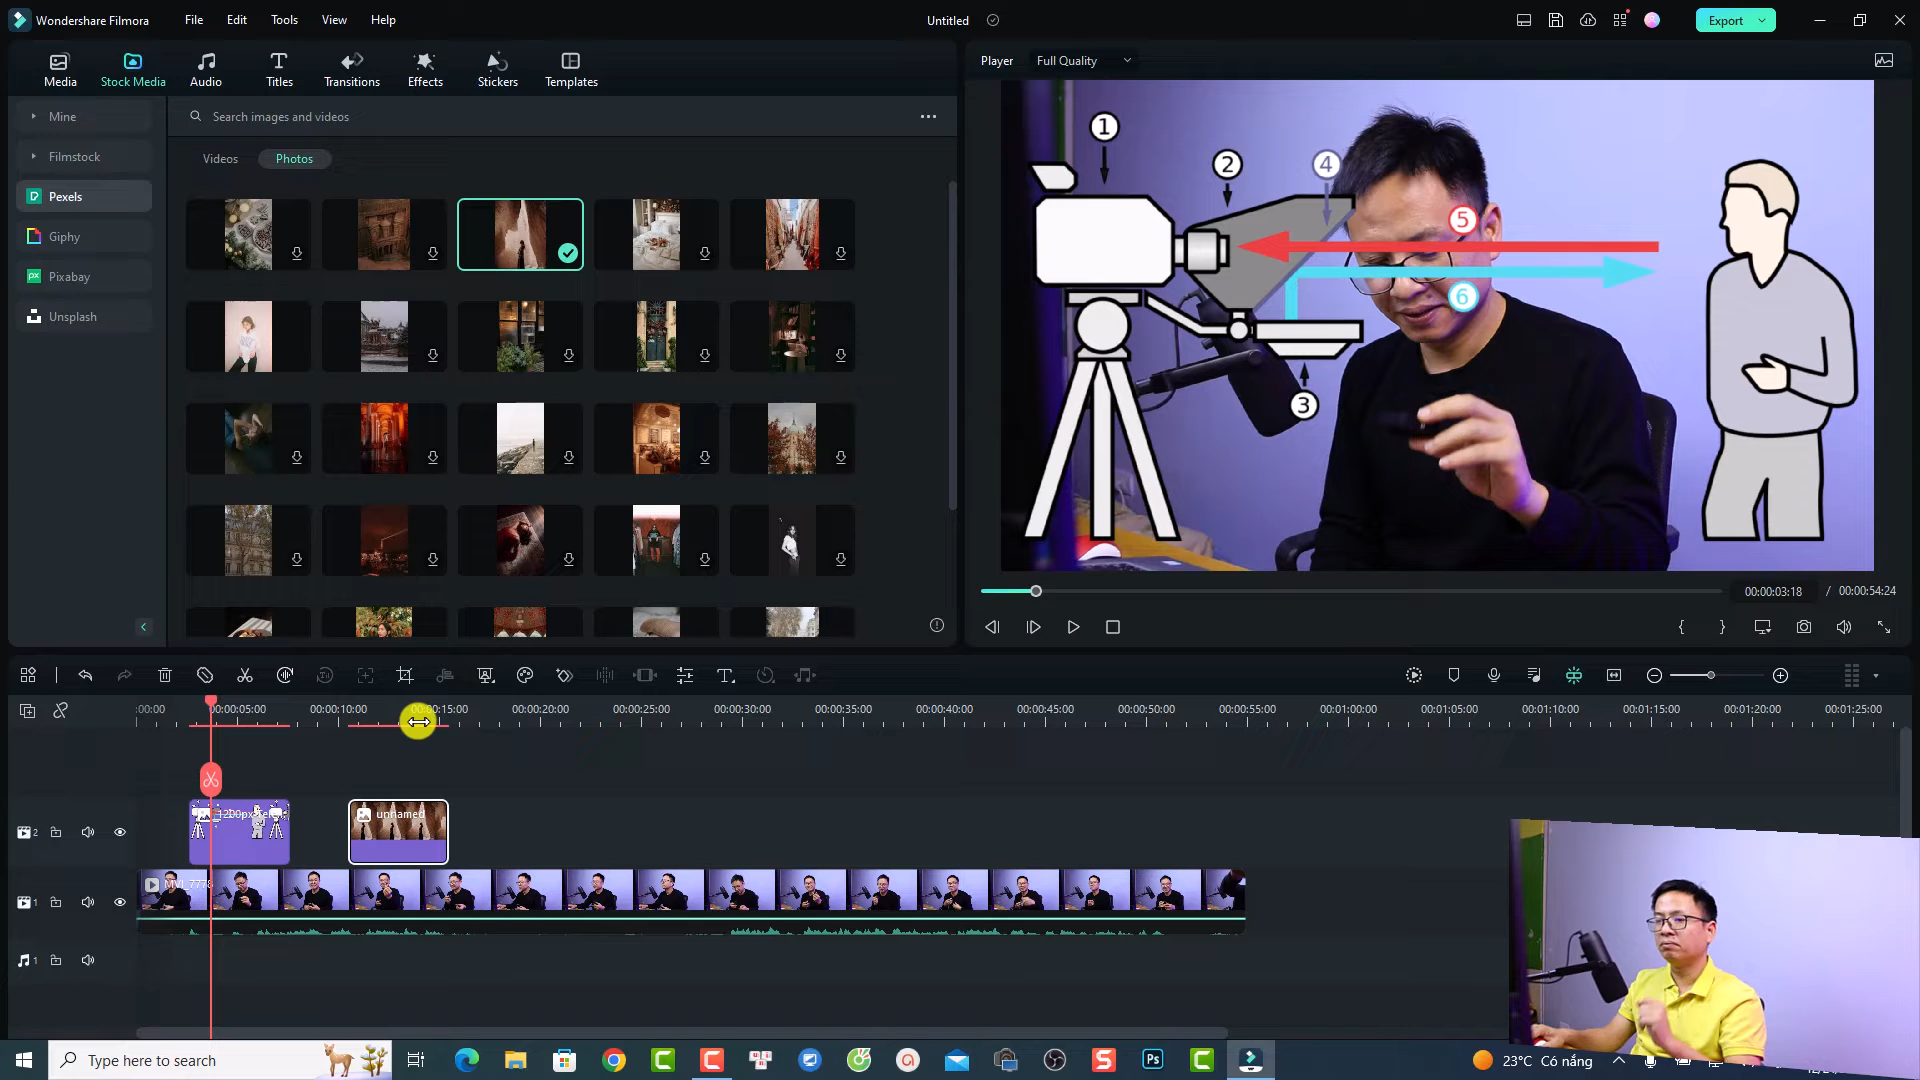 Wondershare Filmora
File
Edit
Tools
View
Help
Untitled
Export
Media
Stock Media
Audio
Titles
Transitions
Effects
Stickers
Templates
Player
Full Quality
Mine
Filmstock
Pexels
Giphy
px
Pixabay
Unsplash
Search images and videos
Videos
Photos
1
2
4
5
6
3
00:00:03:18
/ 00:00:54:24
:00:00
00:00:05:00
00:00:10:00
00:00:15:00
00:00:20:00
00:00:25:00
00:00:30:00
00:00:35:00
00:00:40:00
00:00:45:00
00:00:50:00
00:00:55:00
00:01:00:00
00:01:05:00
00:01:10:00
00:01:15:00
00:01:20:00
00:01:25:00
2
unnamed
1
1
Type here to search
Ps
23°C Có nắng